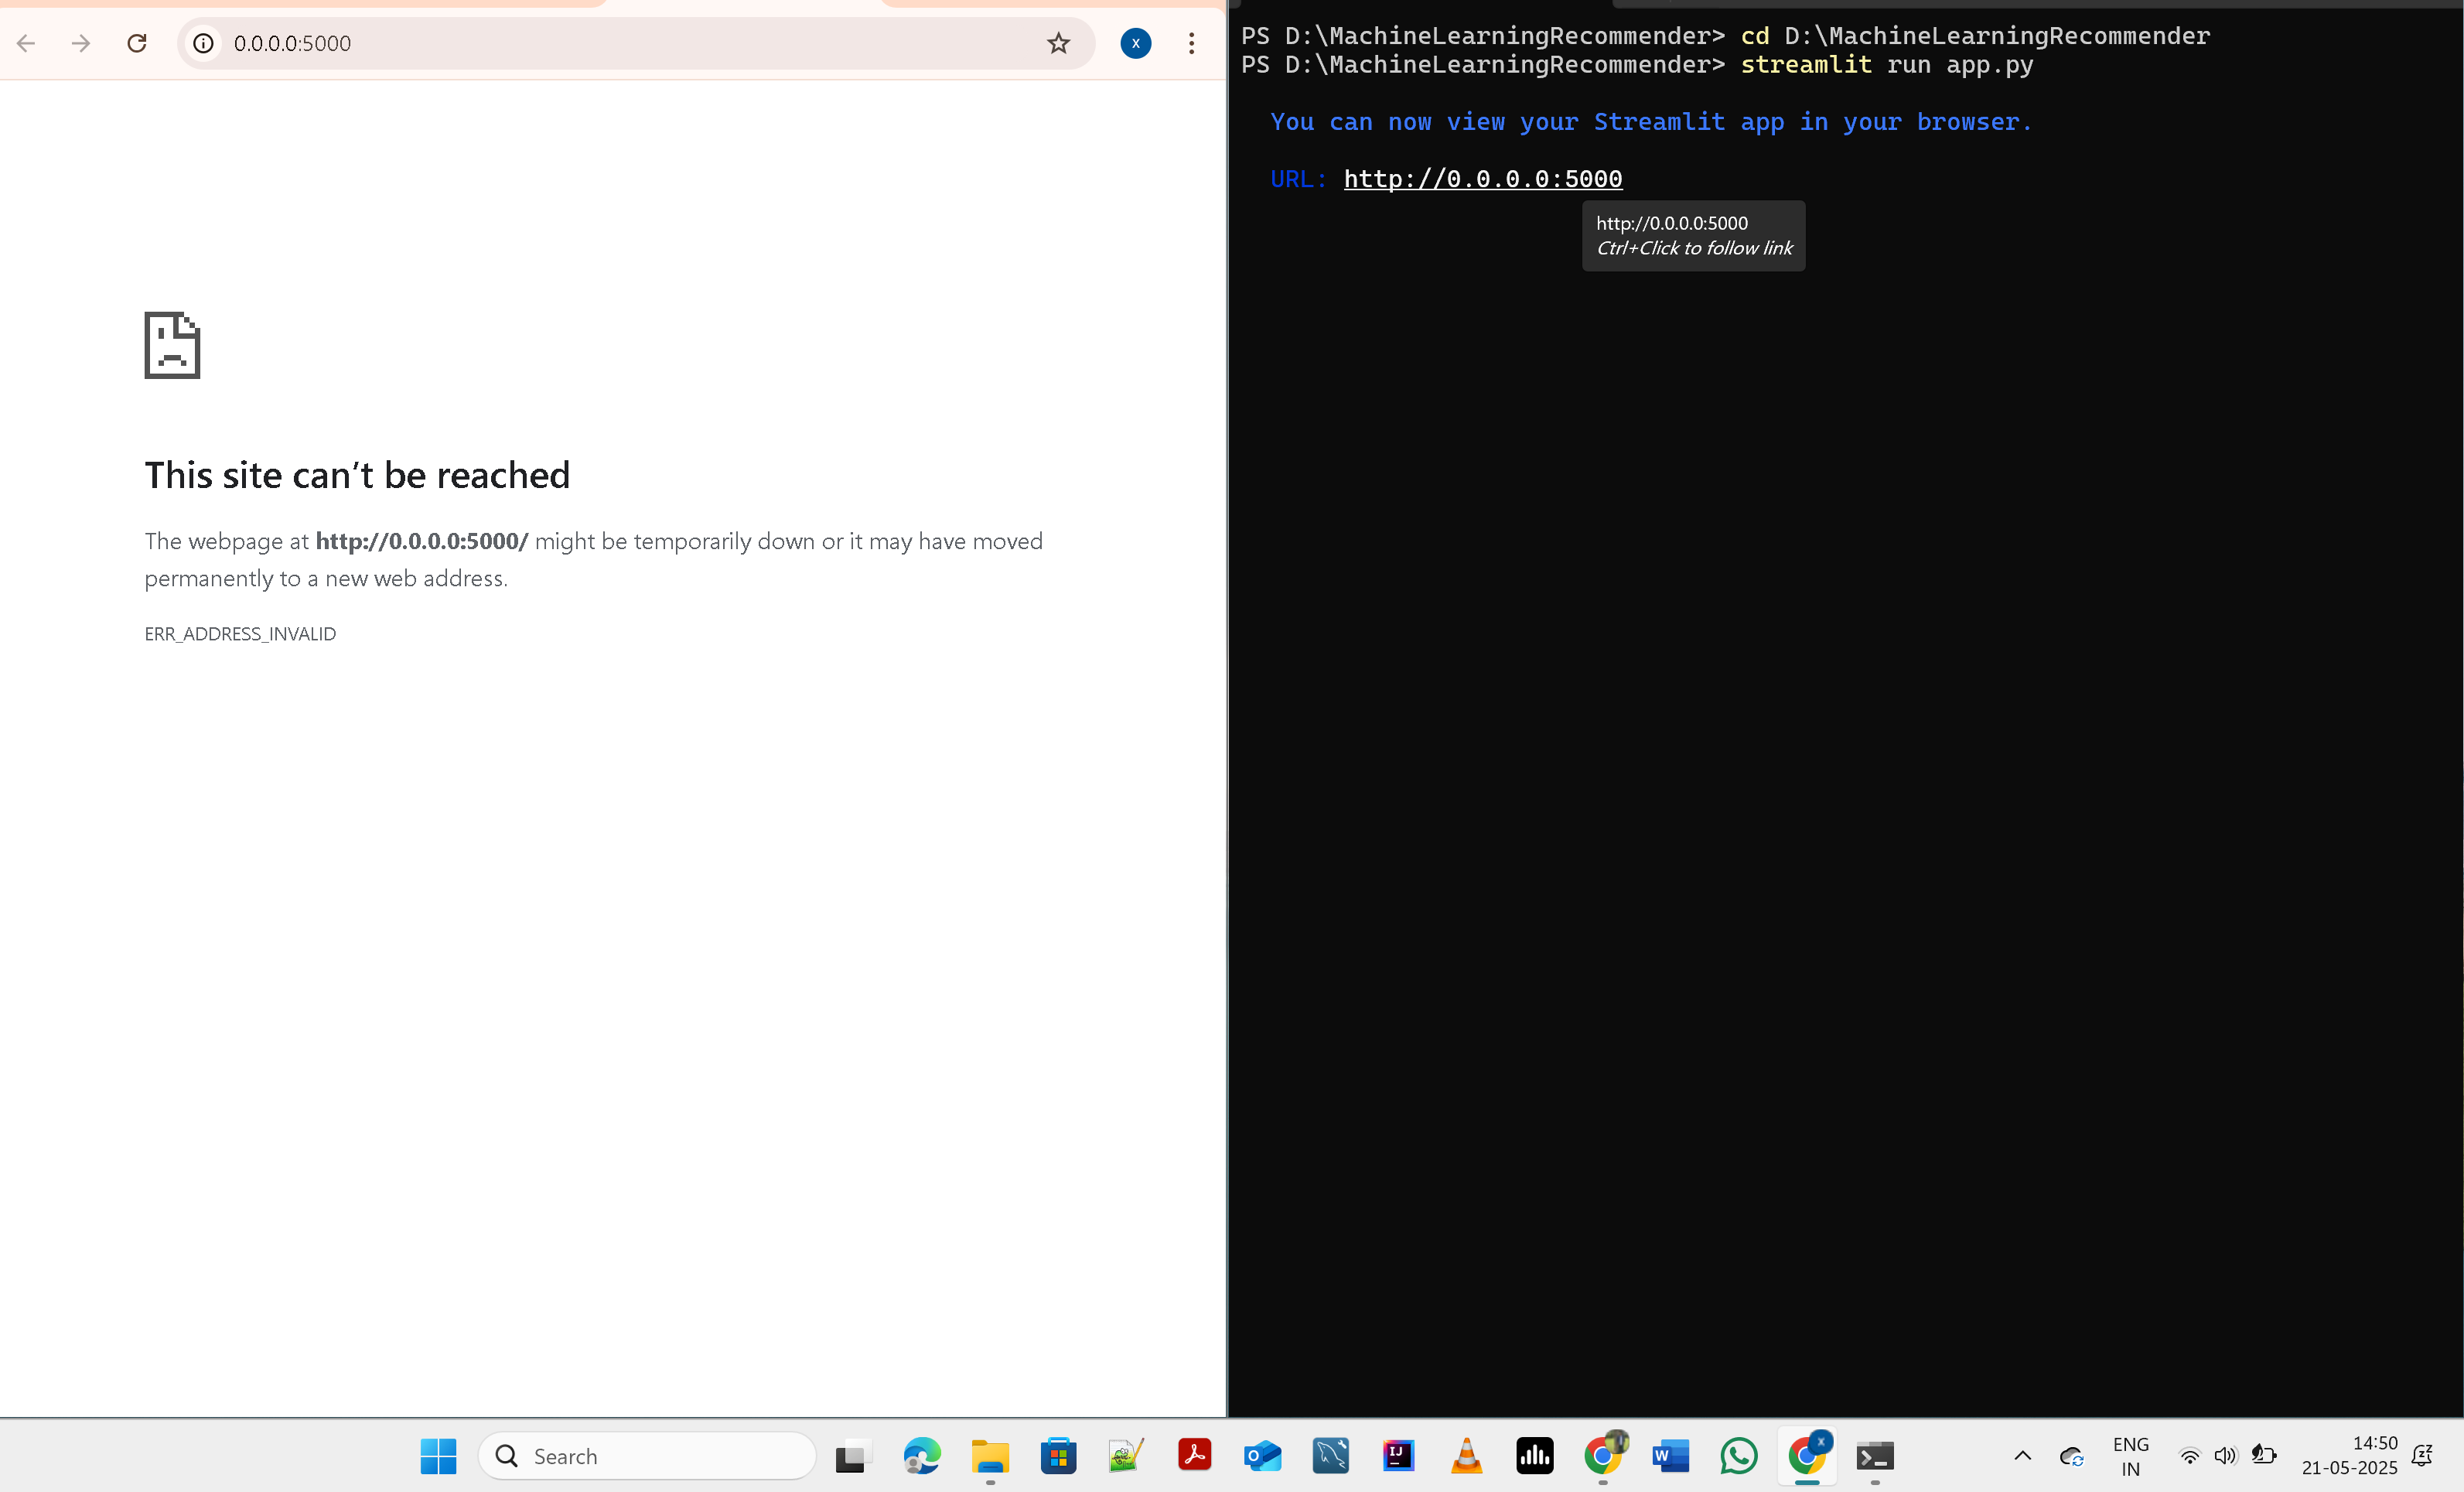 0.0.0.0:5000
X
This site can't be reached
The webpage at http://0.0.0.0:5000/ might be temporarily down or it may have moved
permanently to a new web address.
ERR_ADDRESS_INVALID
PS D:\MachineLearningRecommender> cd D:\MachineLearningRecommender
PS D:\MachineLearningRecommender> streamlit run app.py
You can now view your Streamlit app in your browser.
URL: http://0.0.0.0:5000
http://0.0.0.0:5000
Ctrl+Click to follow link
Search
O
IJ
W
X
ENG
IN
14:50
21-05-2025